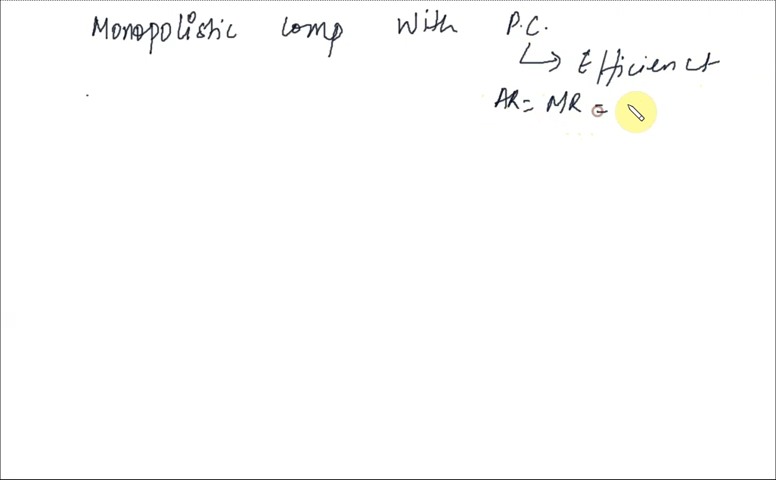 Monopolistic Comp With P.C.
↳ Efficient
AR = MR =